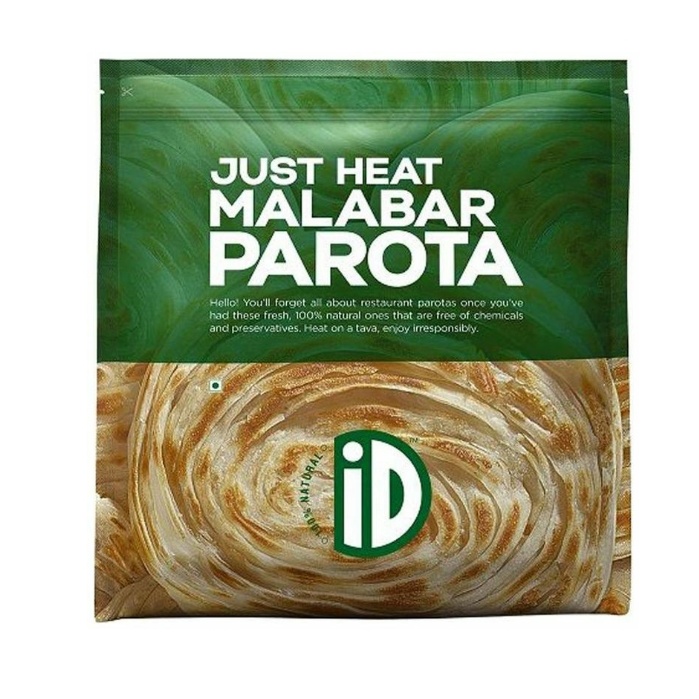 JUST HEAT
MALABAR
PAROTA
Hello! You'll forget all about restaurant parotas once you've
had these fresh, 100% natural ones that are free of chemicals
and preservatives. Heat on a tava, enjoy irresponsibly.
100% NATURAL
iD
TM